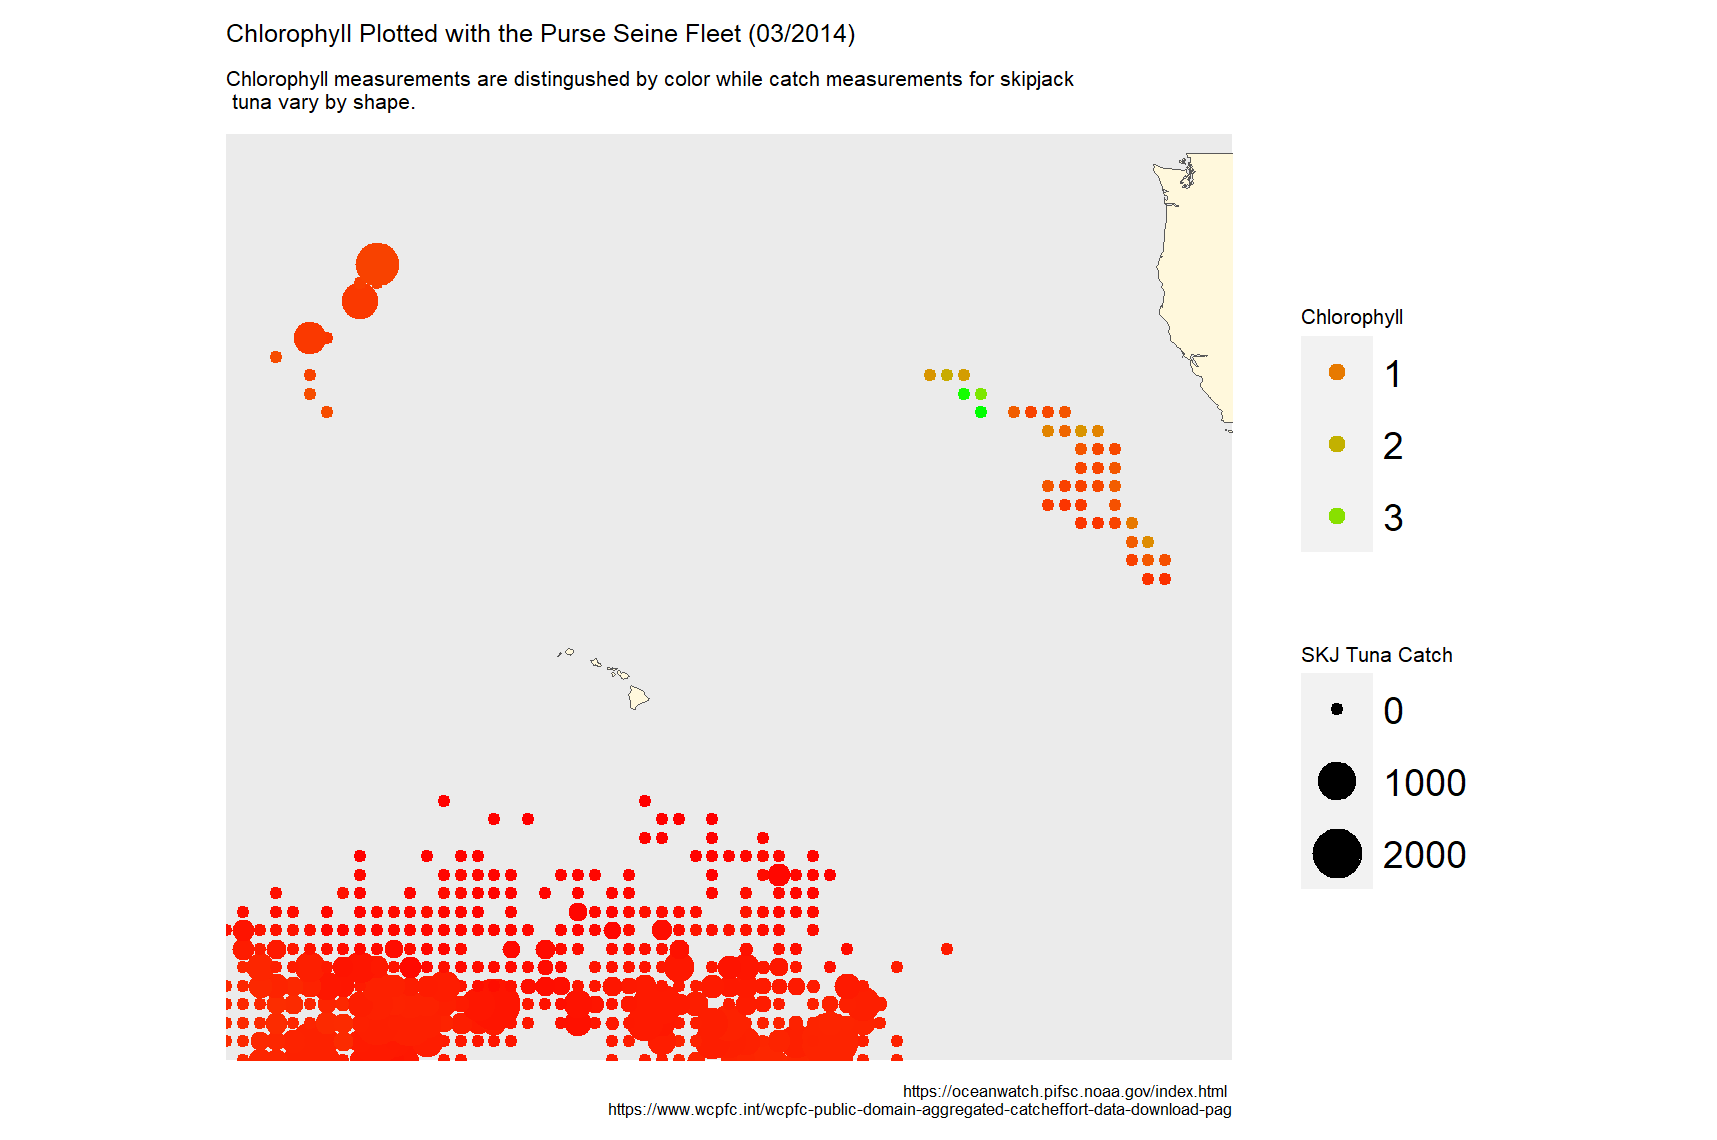 Chlorophyll Plotted with the Purse Seine Fleet (03/2014)
Chlorophyll measurements are distingushed by color while catch measurements for skipjack
tuna vary by shape.
Chlorophyll
1
2
3
SKJ Tuna Catch
0
1000
2000
https://oceanwatch.pifsc.noaa.gov/index.html
https://www.wcpfc.int/wcpfc-public-domain-aggregated-catcheffort-data-download-pag